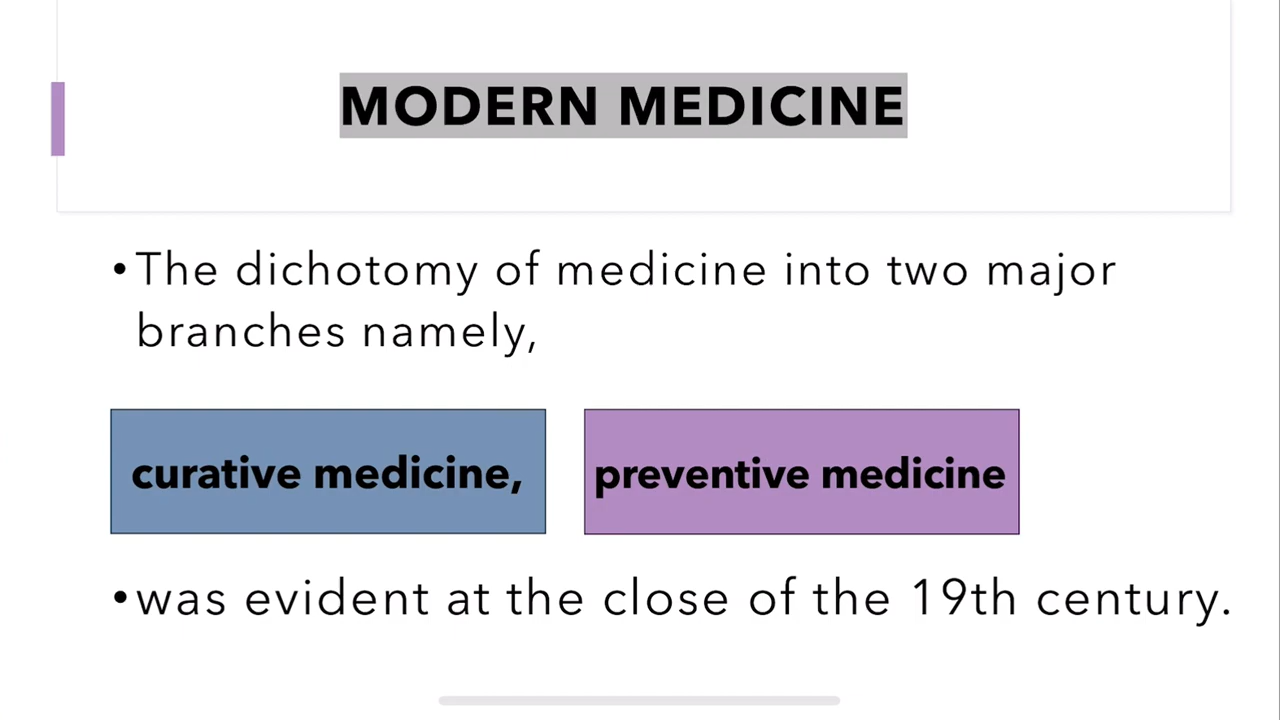 MODERN MEDICINE
•The dichotomy of medicine into two major
branches namely,
curative medicine,
preventive medicine
•was evident at the close of the 19th century.